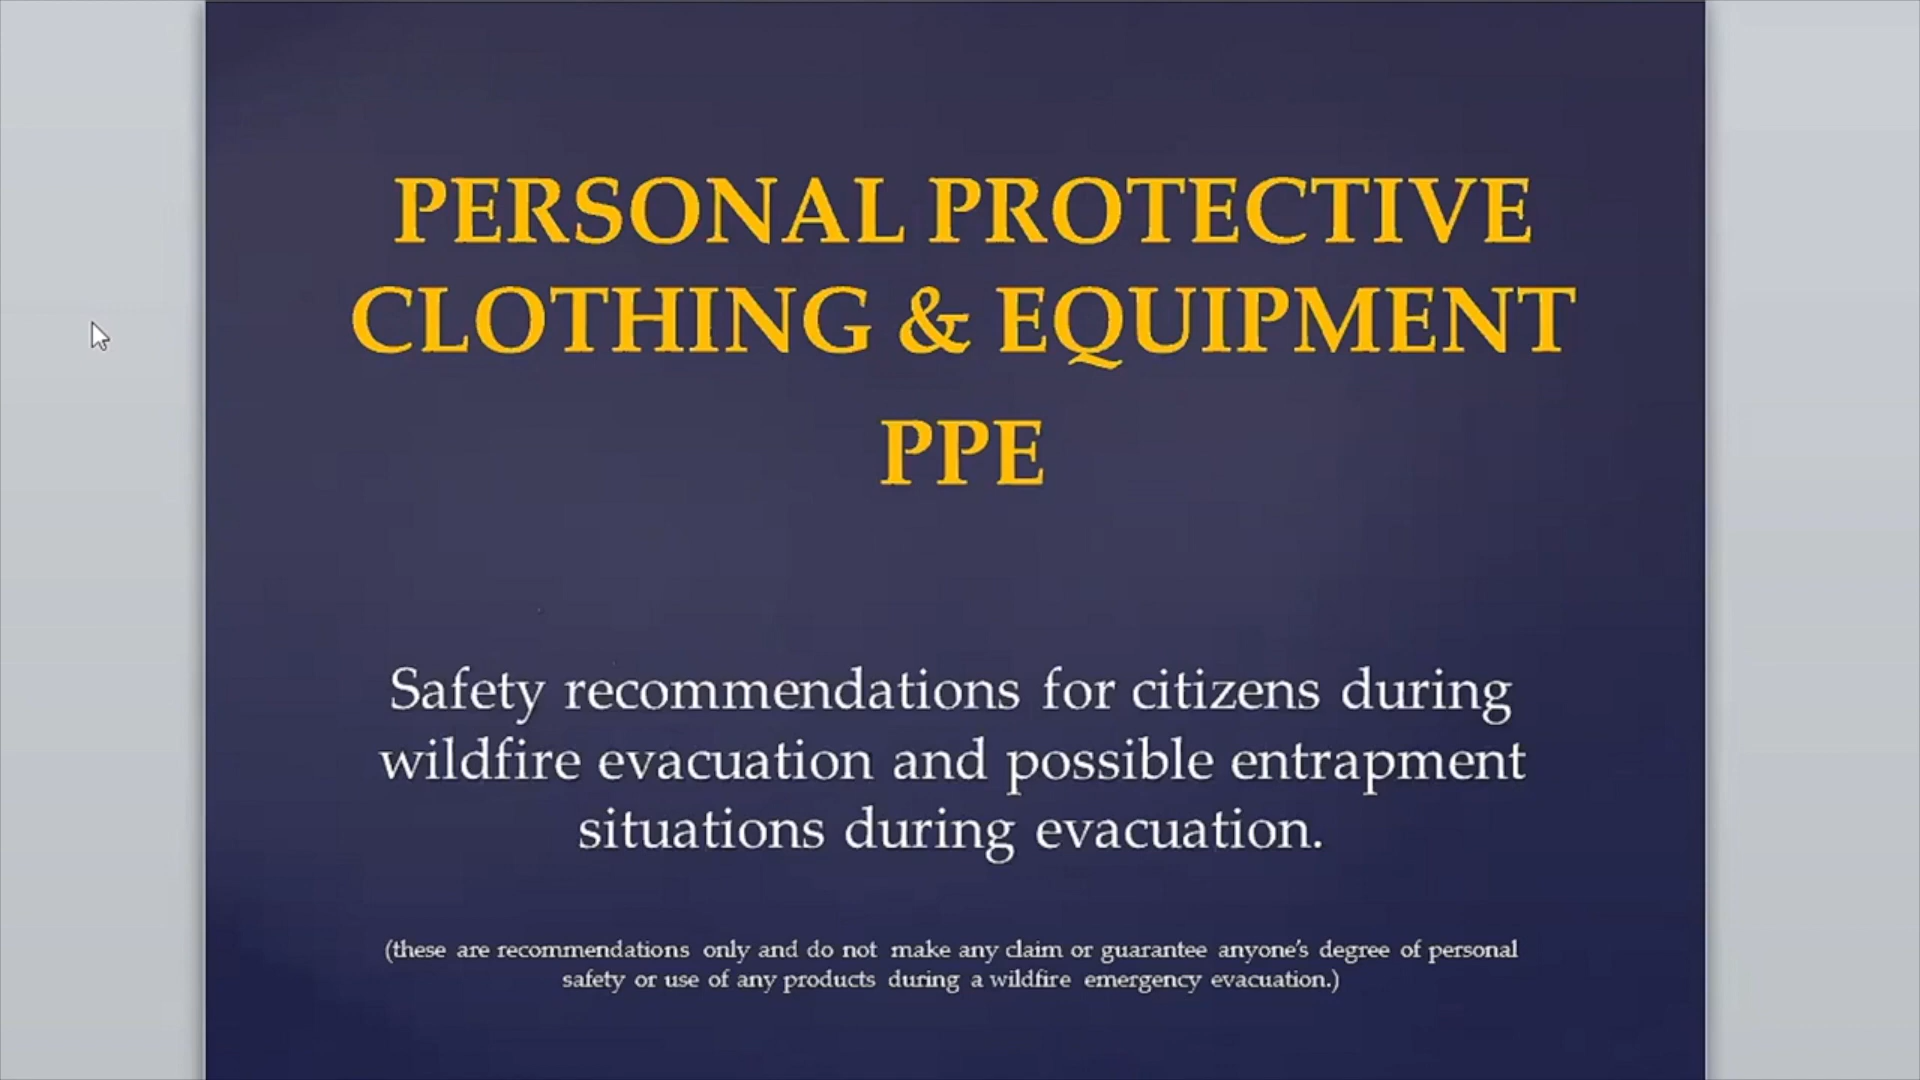 PERSONAL PROTECTIVE
CLOTHING & EQUIPMENT
PPE
Safety recommendations for citizens during
wildfire evacuation and possible entrapment
situations during evacuation.
(these are recommendations only and do not make any claim or guarantee anyone's degree of personal
safety or use of any products during a wildfire emergency evacuation.)